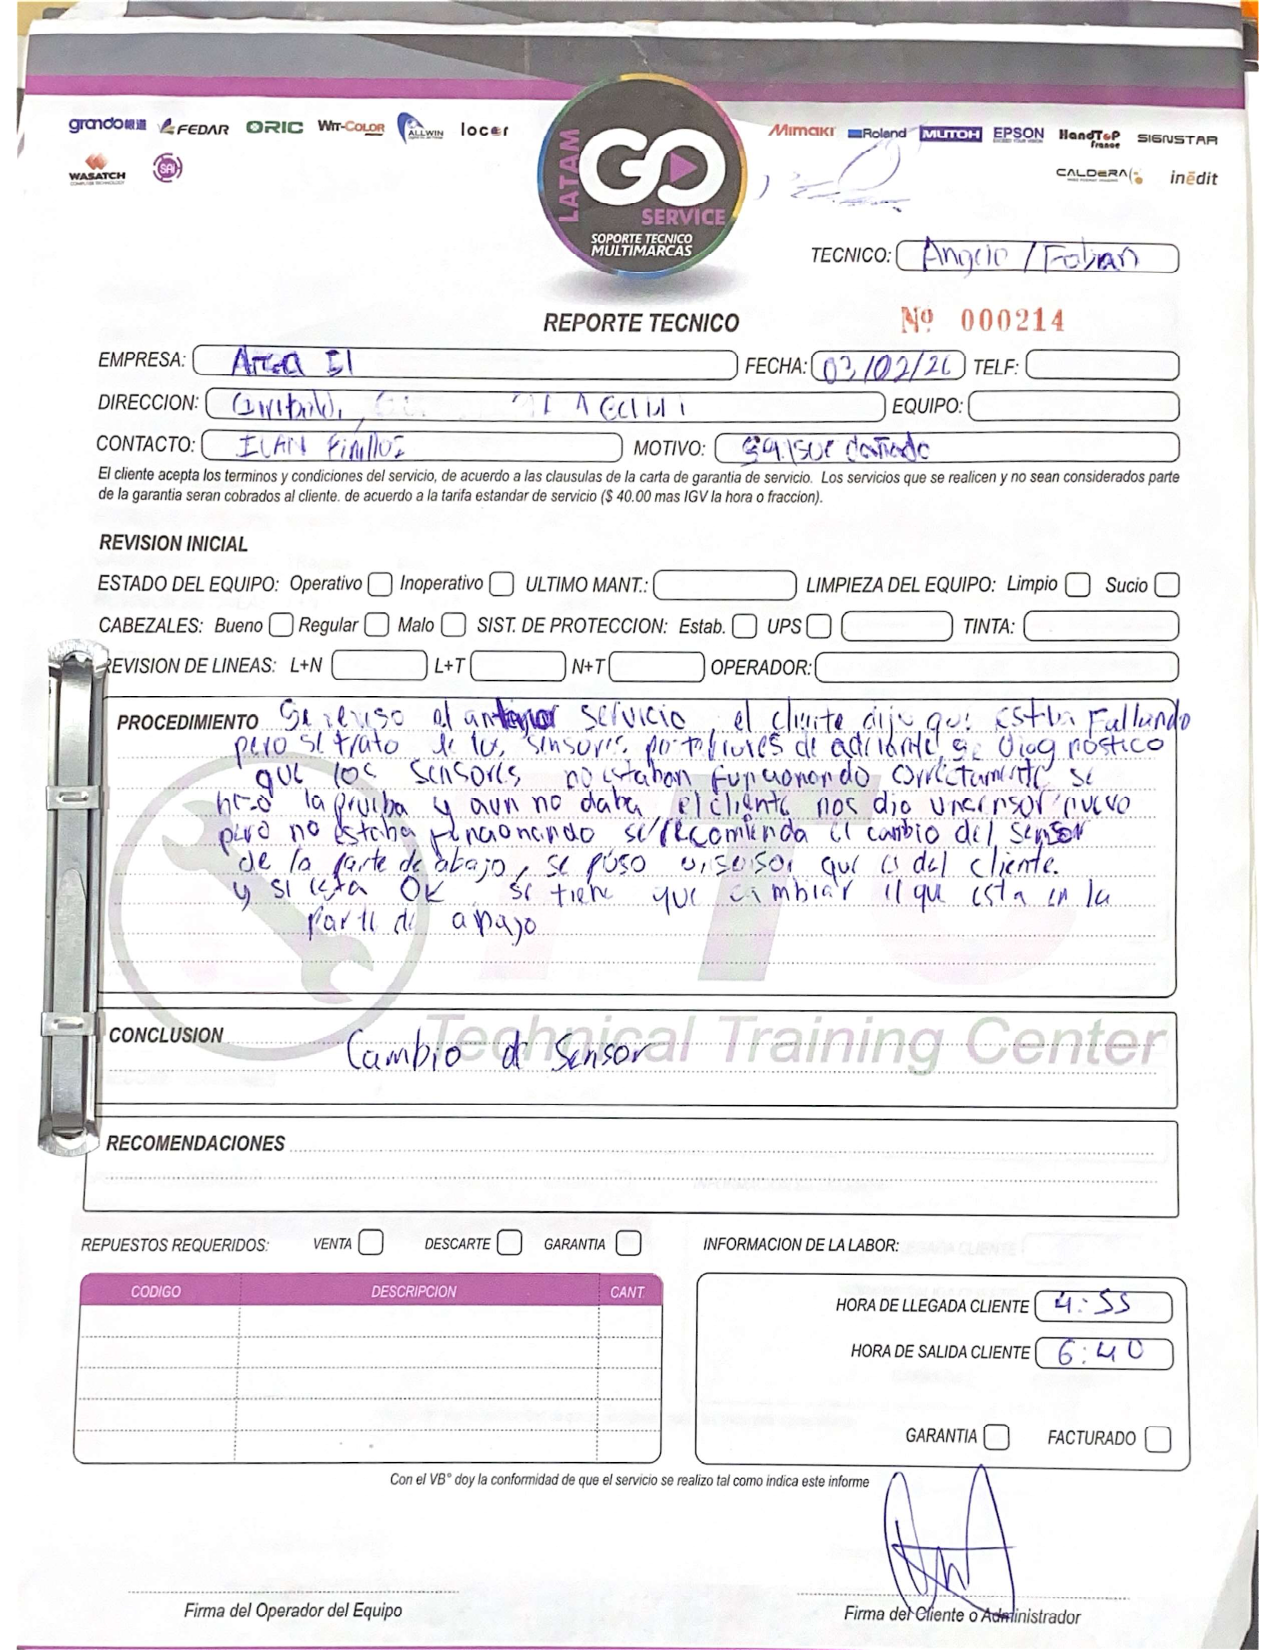 grando FEDAR ORIC WIT-COLOR ALLWIN locor
WASATCH SAi
LATAM GO SERVICE
SOPORTE TECNICO
MULTIMARCAS
Mimaki Roland MUTOH EPSON HandTop france SIGNSTAR
CALDERA inēdit
TECNICO: Angelo / Fabian
REPORTE TECNICO Nº 000214
EMPRESA: Area 51 FECHA: 03/02/26 TELF:
DIRECCION: EQUIPO:
CONTACTO: Pinillos MOTIVO: sensor dañado
El cliente acepta los terminos y condiciones del servicio, de acuerdo a las clausulas de la carta de garantia de servicio. Los servicios que se realicen y no sean considerados parte
de la garantia seran cobrados al cliente. de acuerdo a la tarifa estandar de servicio ($ 40.00 mas IGV la hora o fraccion).
REVISION INICIAL
ESTADO DEL EQUIPO: Operativo Inoperativo ULTIMO MANT.: LIMPIEZA DEL EQUIPO: Limpio Sucio
CABEZALES: Bueno Regular Malo SIST. DE PROTECCION: Estab. UPS TINTA:
REVISION DE LINEAS: L+N L+T N+T OPERADOR:
PROCEDIMIENTO Se reviso el anterior servicio el cliente dijo que estba Fallando
pero se trato de los sensores de adelante se diagnóstico
que los sensores no estaban funcionando correctamente se
hizo la prueba y aun no daba el cliente nos dio un sensor nuevo
pero no estaba funcionando se recomienda el cambio del sensor
de la parte de abajo, se puso que es del cliente.
y si esta OK se tiene que cambiar el que esta en la
parte de abajo
CONCLUSION Cambio de Sensor
Technical Training Center
RECOMENDACIONES
REPUESTOS REQUERIDOS: VENTA DESCARTE GARANTIA INFORMACION DE LA LABOR:
CODIGO DESCRIPCION CANT.
HORA DE LLEGADA CLIENTE 4:55
HORA DE SALIDA CLIENTE 6:40
GARANTIA FACTURADO
Con el VB° doy la conformidad de que el servicio se realizo tal como indica este informe
Firma del Operador del Equipo Firma del Cliente o Administrador